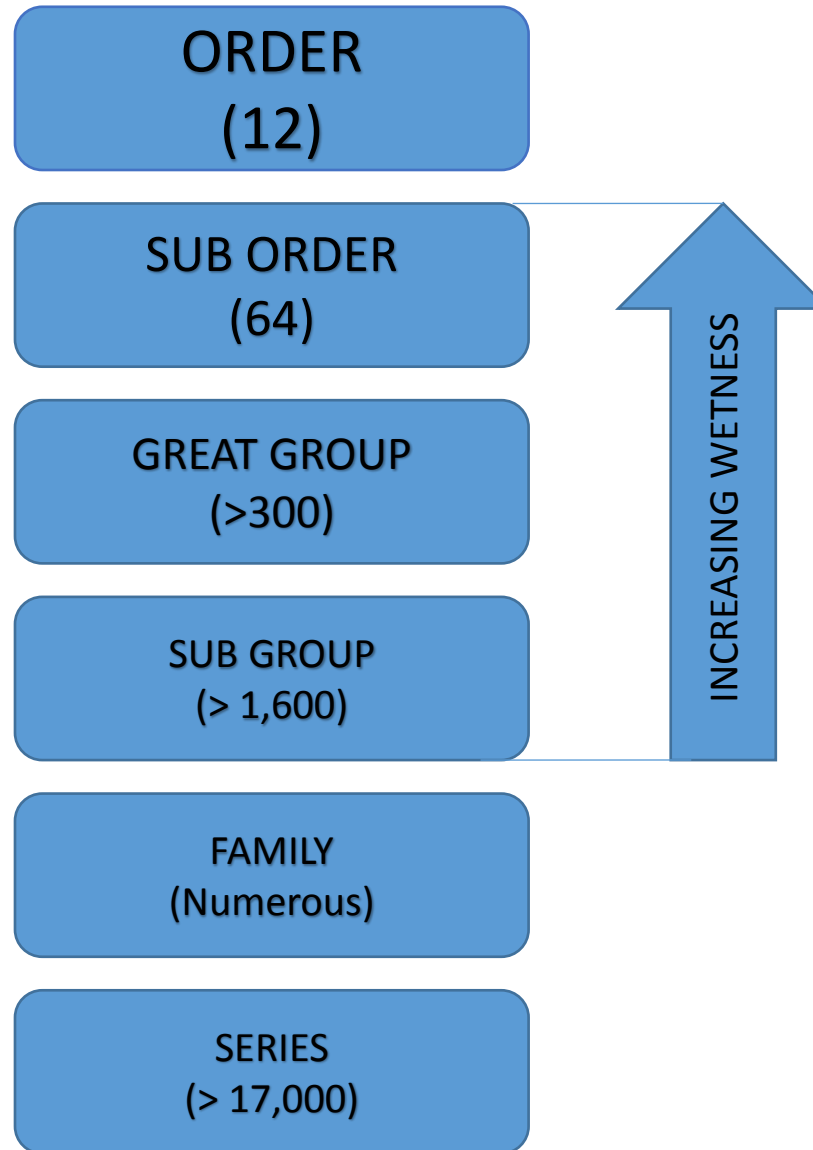 ORDER
(12)
SUB ORDER
(64)
GREAT GROUP
(>300)
SUB GROUP
(> 1,600)
FAMILY
(Numerous)
SERIES
(> 17,000)
INCREASING WETNESS